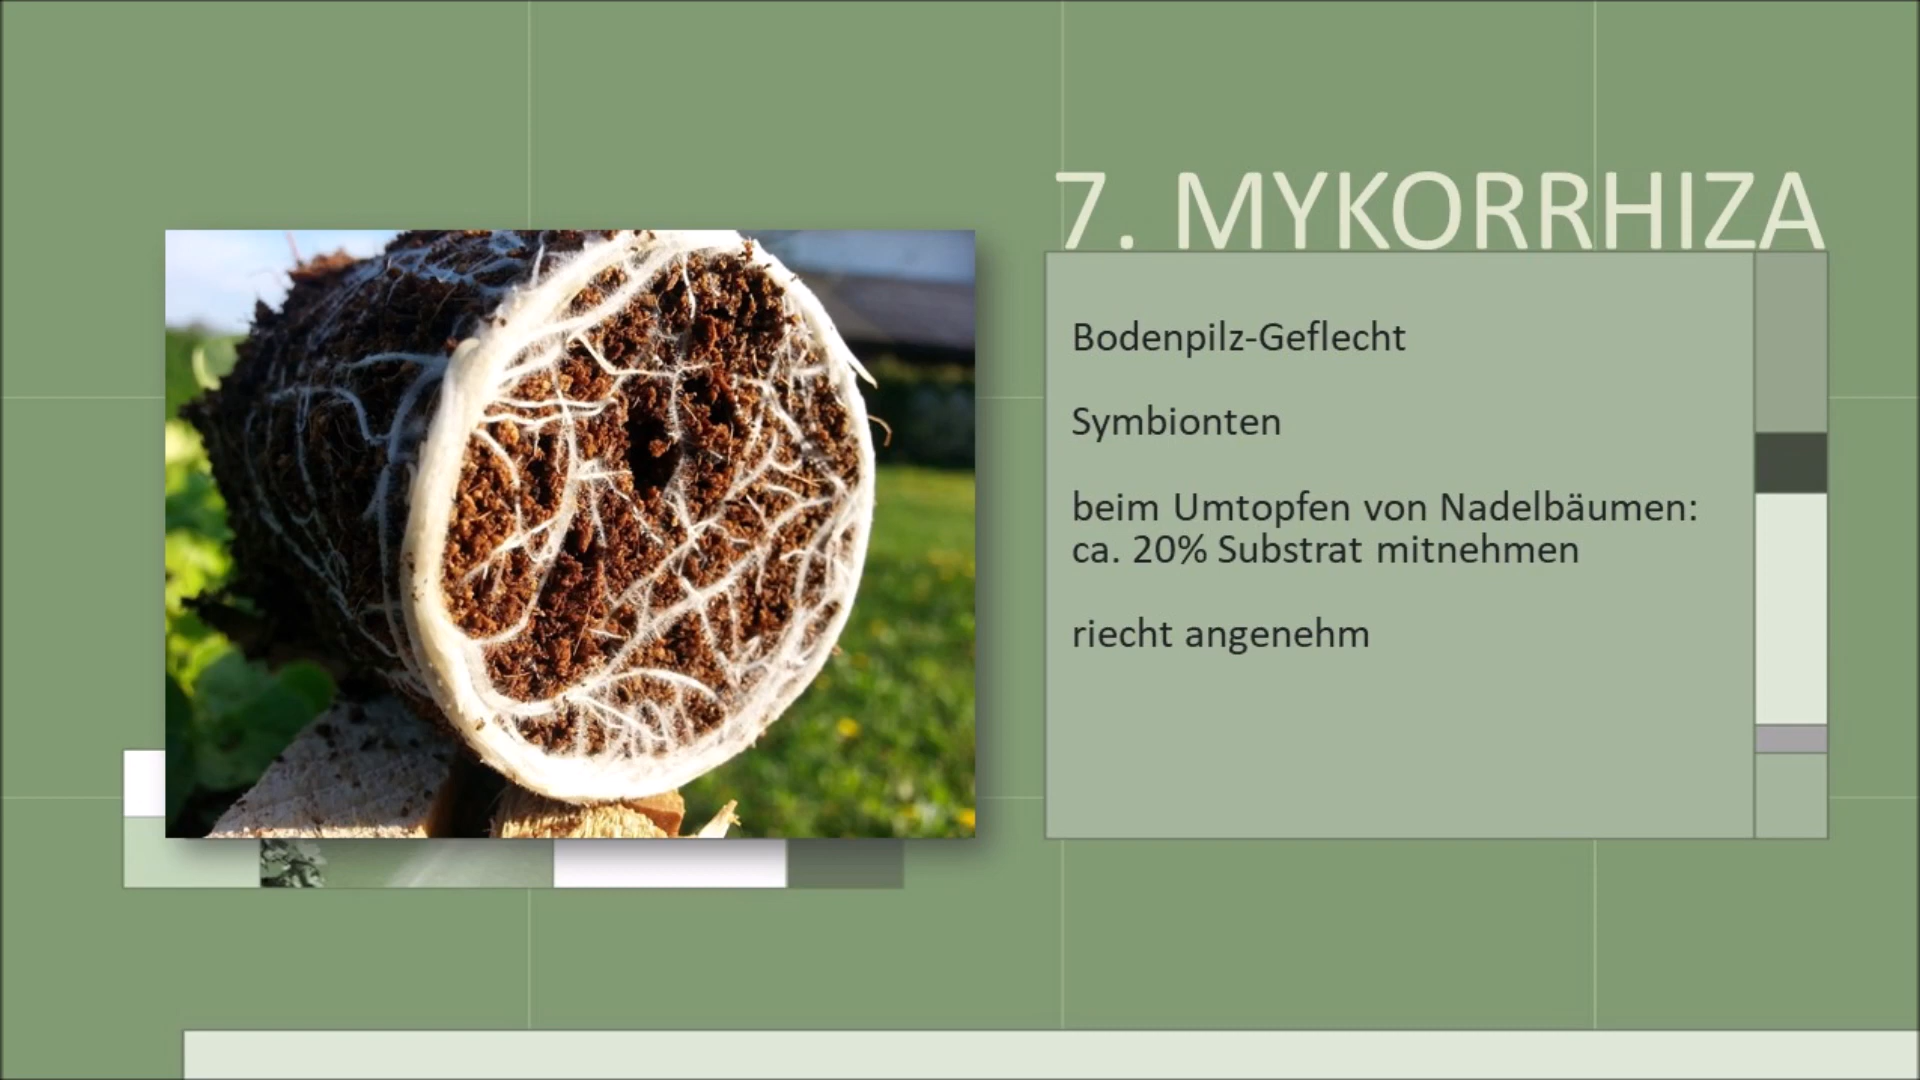 7. MYKORRHIZA
Bodenpilz-Geflecht
Symbionten
beim Umtopfen von Nadelbäumen:
ca. 20% Substrat mitnehmen
riecht angenehm